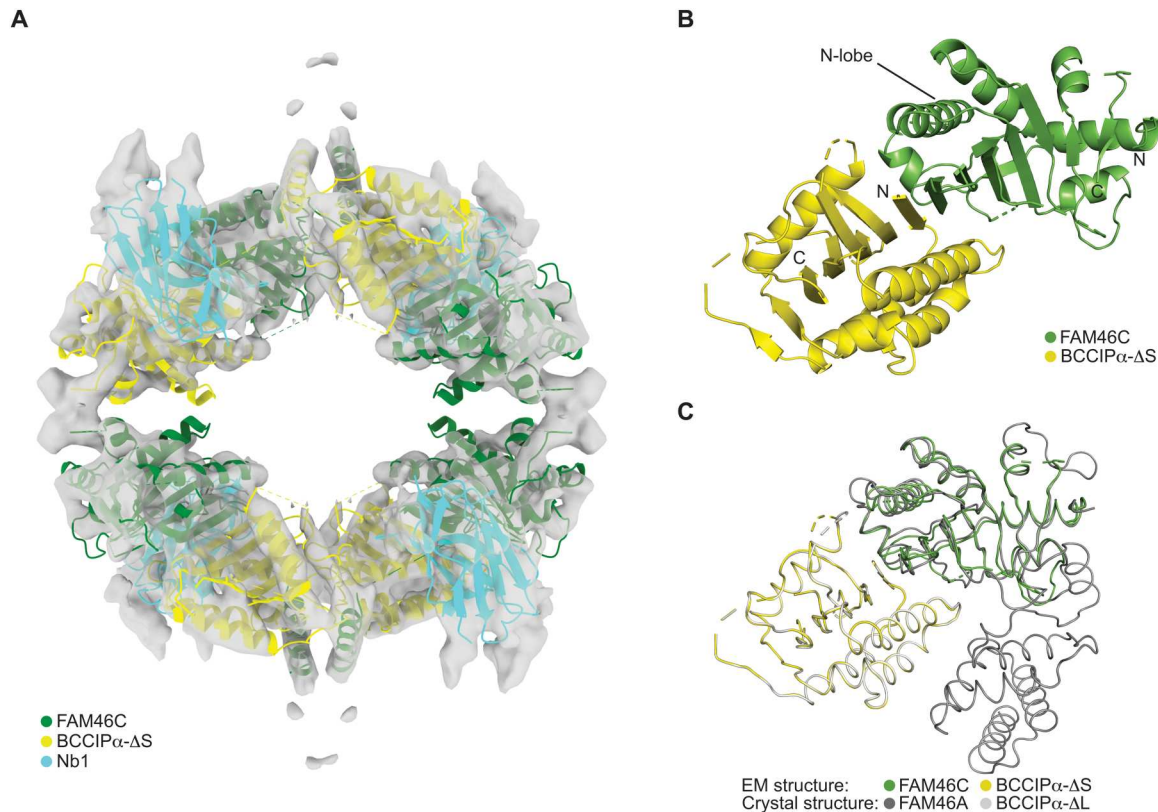 A
FAM46C
BCCIPα-ΔS
Nb1
B
N-lobe
N
N
C
C
FAM46C
BCCIPα-ΔS
C
EM structure: FAM46C BCCIPα-ΔS
Crystal structure: FAM46A BCCIPα-ΔL